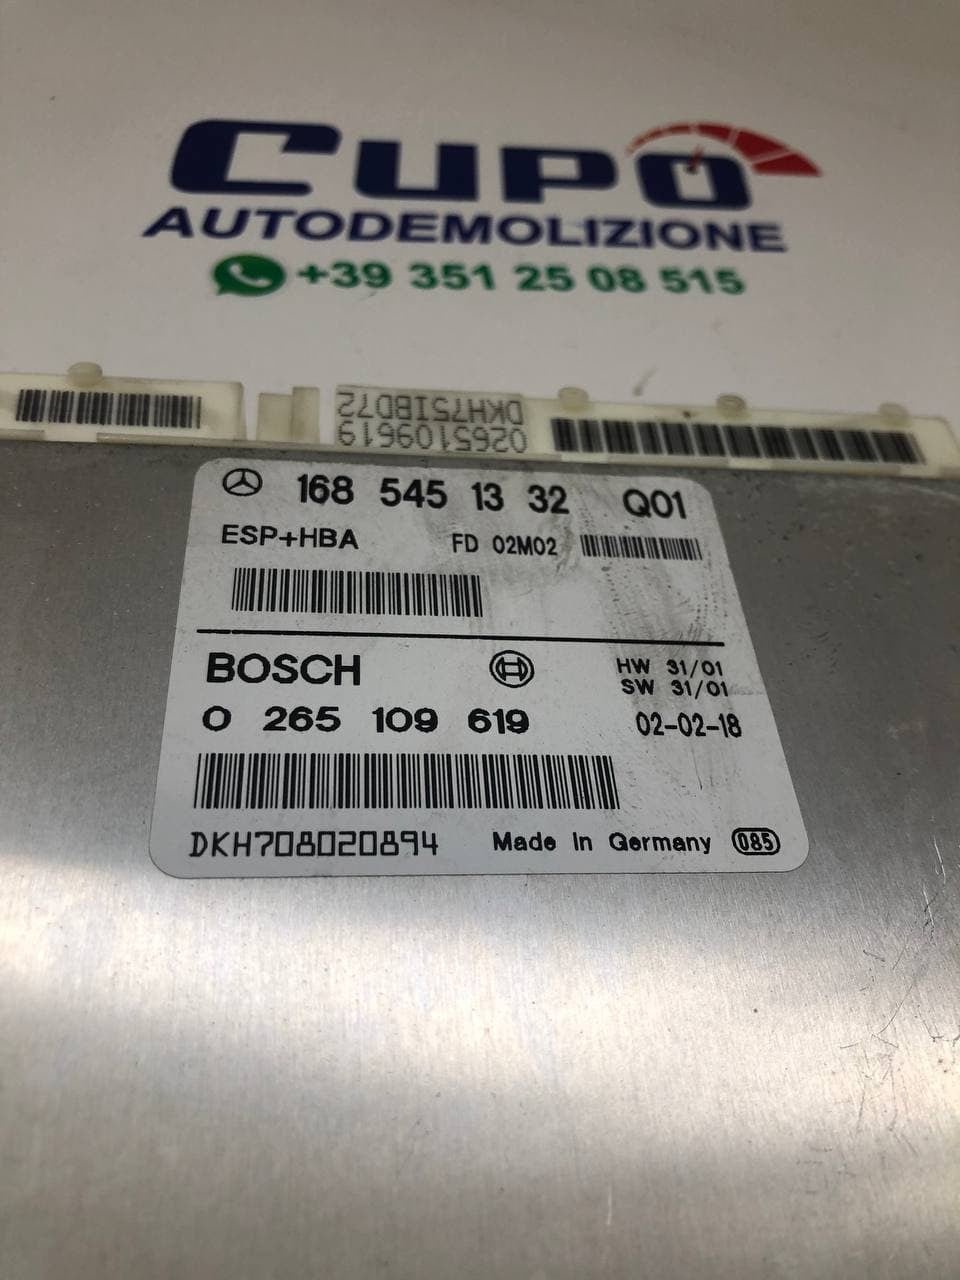 CUPO
AUTODEMOLIZIONE
+39 351 25 08 515
0265109619
DKH75IBD72
168 545 13 32 Q01
ESP+HBA FD 02M02
BOSCH HW 31/01
SW 31/01
0 265 109 619 02-02-18
DKH708020894 Made in Germany 085